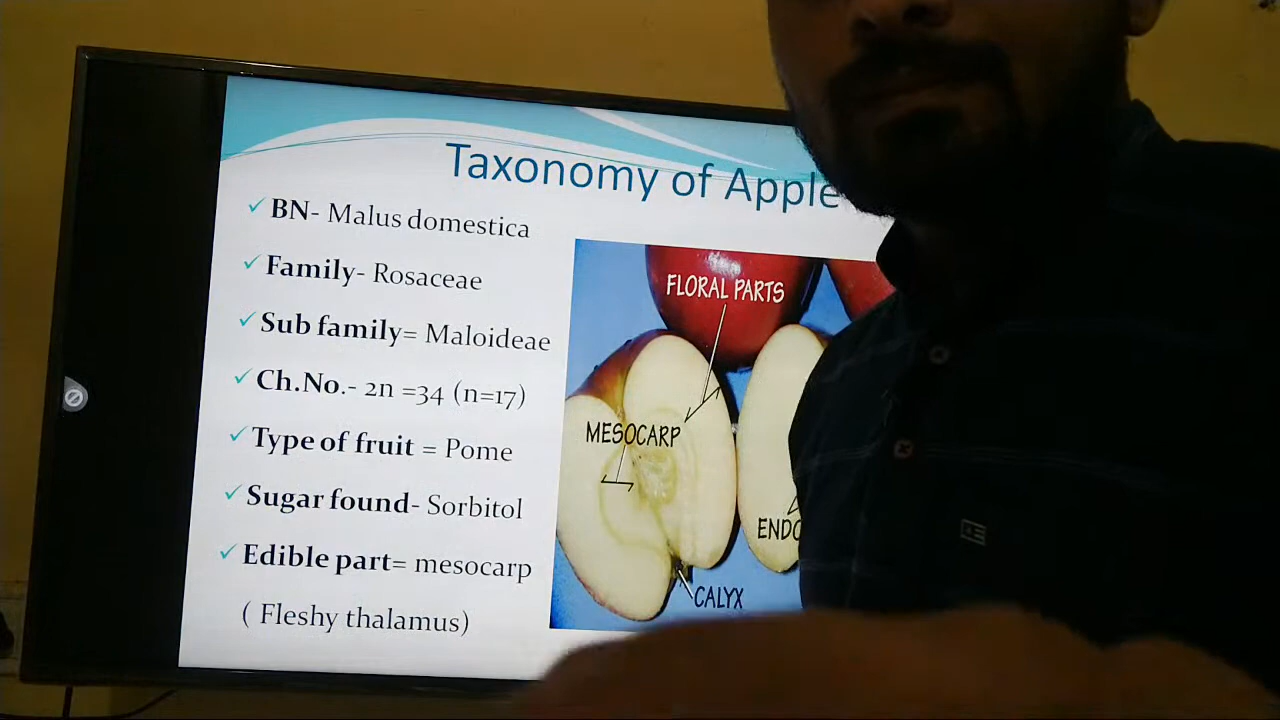 Taxonomy of Apple
BN- Malus domestica
Family- Rosaceae
Sub family= Maloideae
Ch.No.- 2n =34 (n=17)
Type of fruit = Pome
Sugar found- Sorbitol
Edible part= mesocarp
( Fleshy thalamus)
FLORAL PARTS
MESOCARP
ENDO
CALYX